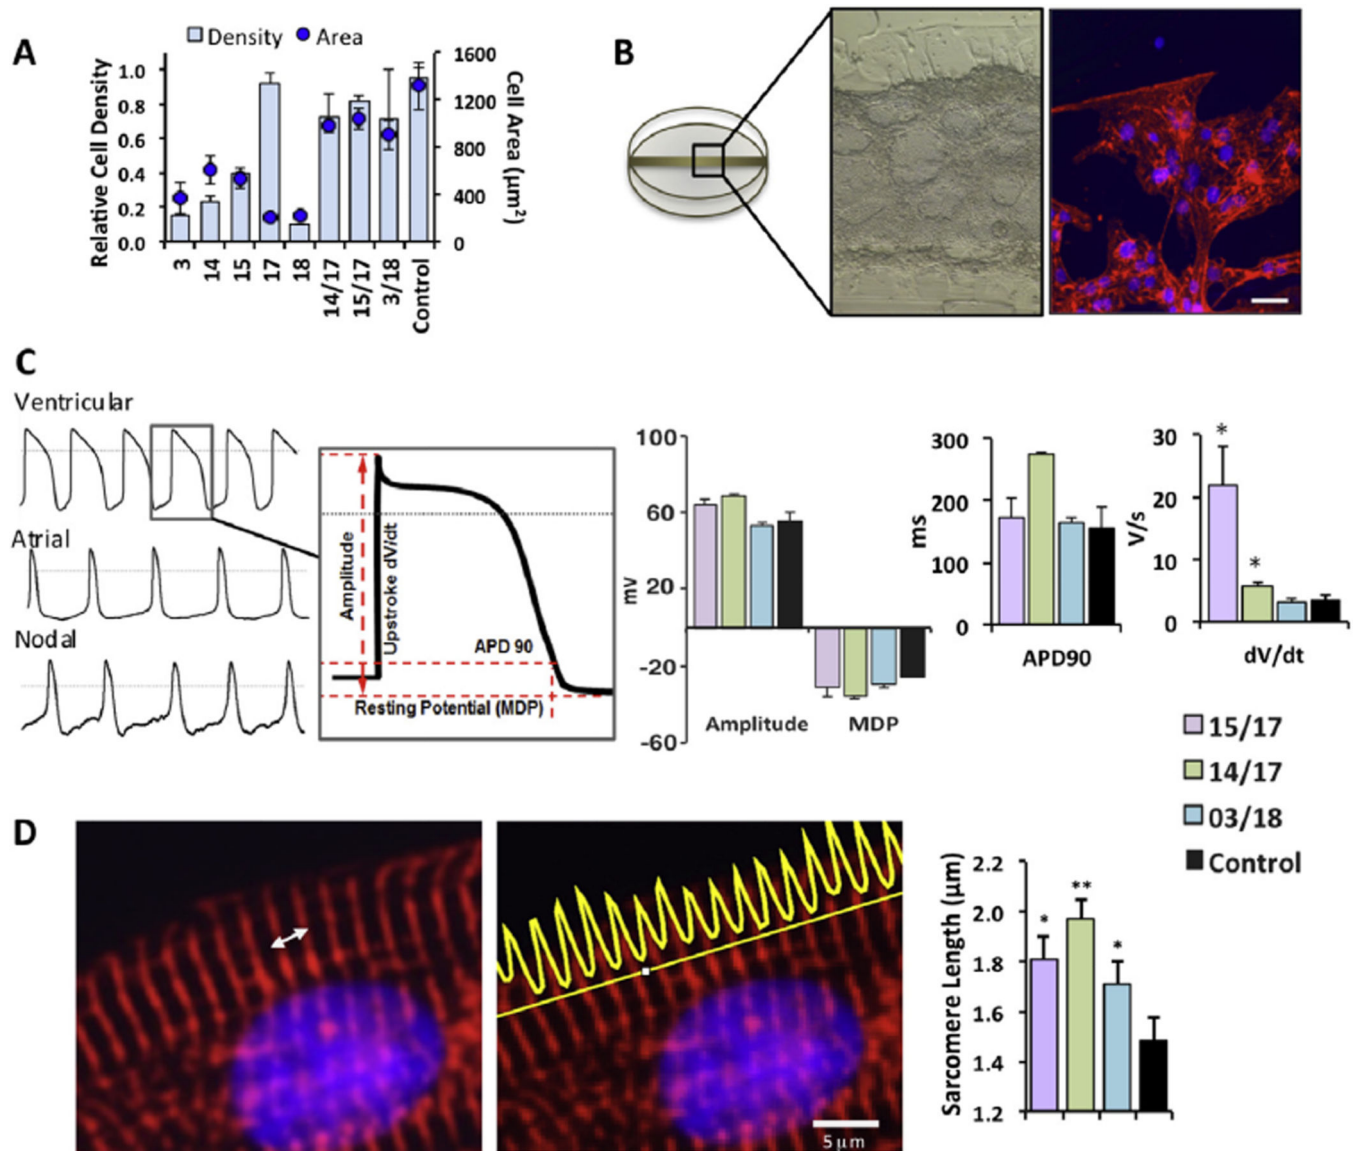 A
Density Area
Relative Cell Density
1.0
0.8
0.6
0.4
0.2
0.0
1600
1200
800
400
0
Cell Area (µm²)
3
14
15
17
18
14/17
15/17
3/18
Control
B
C
Ventricular
Atrial
Nodal
Amplitude
Upstroke dV/dt
APD 90
Resting Potential (MDP)
mv
100
60
20
-20
-60
Amplitude MDP
ms
300
200
100
0
APD90
V/s
30
20
10
0
*
*
dV/dt
15/17
14/17
03/18
Control
D
5 µm
Sarcomere Length (µm)
2.2
2.0
1.8
1.6
1.4
1.2
*
**
*